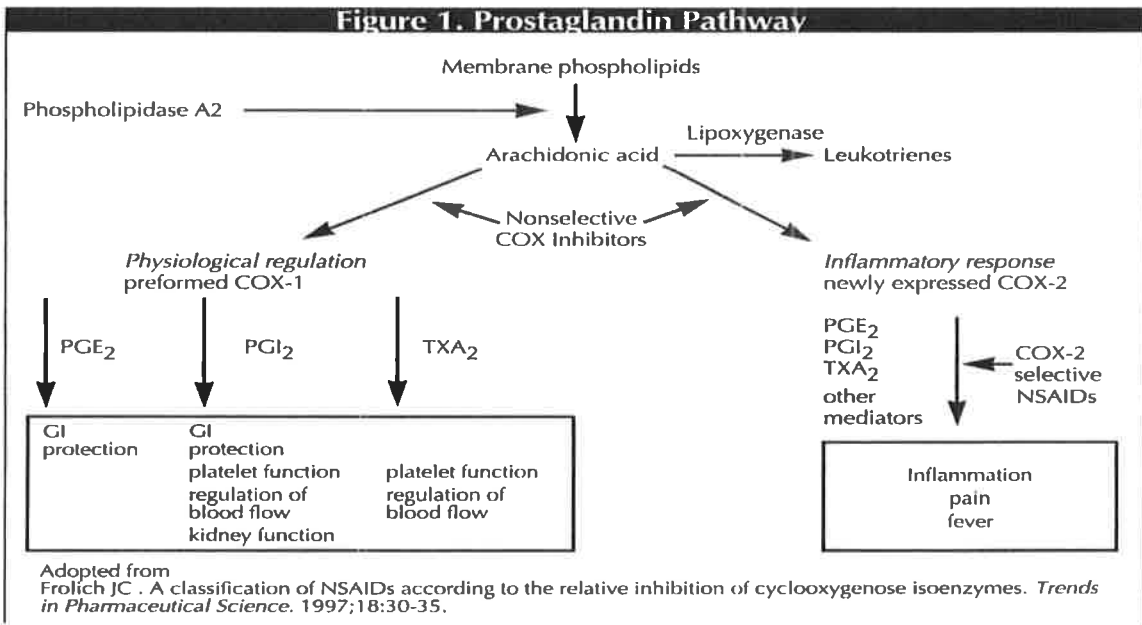 Figure 1. Prostaglandin Pathway
Membrane phospholipids
Phospholipidase A2
Lipoxygenase
Arachidonic acid
Leukotrienes
Nonselective
COX Inhibitors
Physiological regulation
preformed COX-1
Inflammatory response
newly expressed COX-2
PGE2
PGI2
TXA2
PGE2
PGI2
TXA2
other
mediators
COX-2
selective
NSAIDs
GI
protection
GI
protection
platelet function
regulation of
blood flow
kidney function
platelet function
regulation of
blood flow
Inflammation
pain
fever
Adopted from
Frolich JC . A classification of NSAIDs according to the relative inhibition of cyclooxygenose isoenzymes. Trends
in Pharmaceutical Science. 1997;18:30-35.